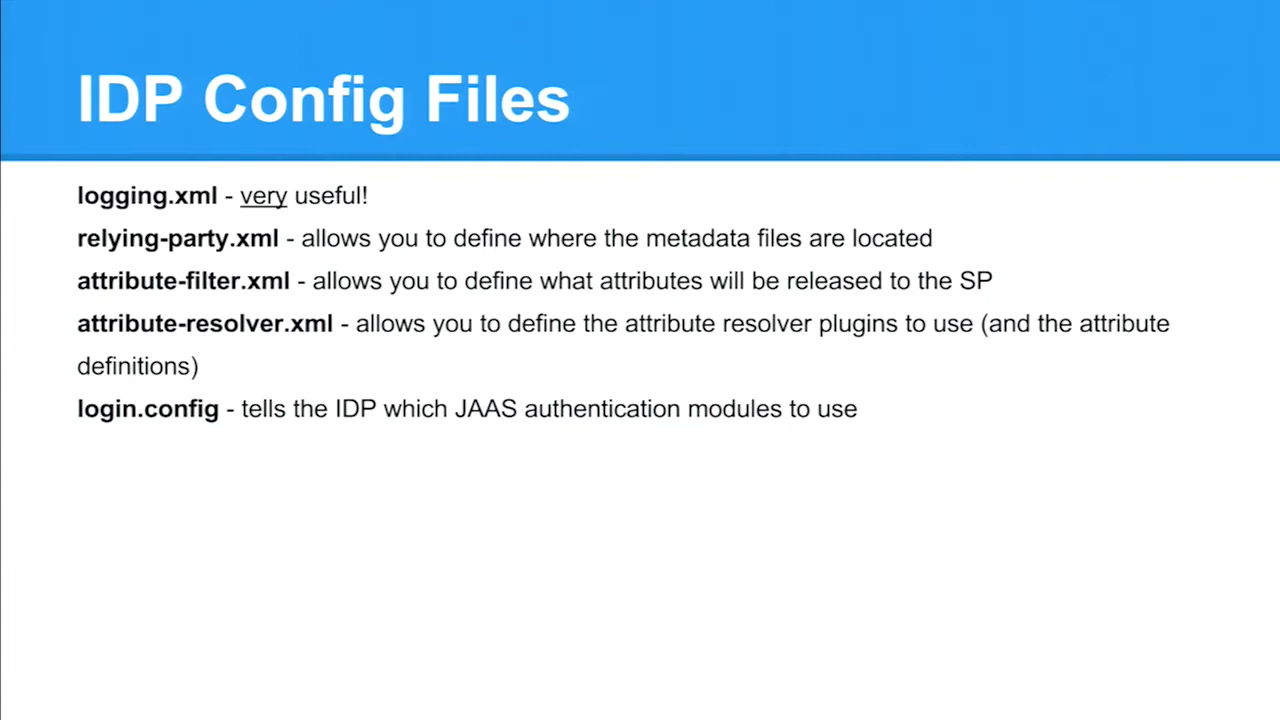 IDP Config Files
logging.xml - very useful!
relying-party.xml - allows you to define where the metadata files are located
attribute-filter.xml - allows you to define what attributes will be released to the SP
attribute-resolver.xml - allows you to define the attribute resolver plugins to use (and the attribute
definitions)
login.config - tells the IDP which JAAS authentication modules to use